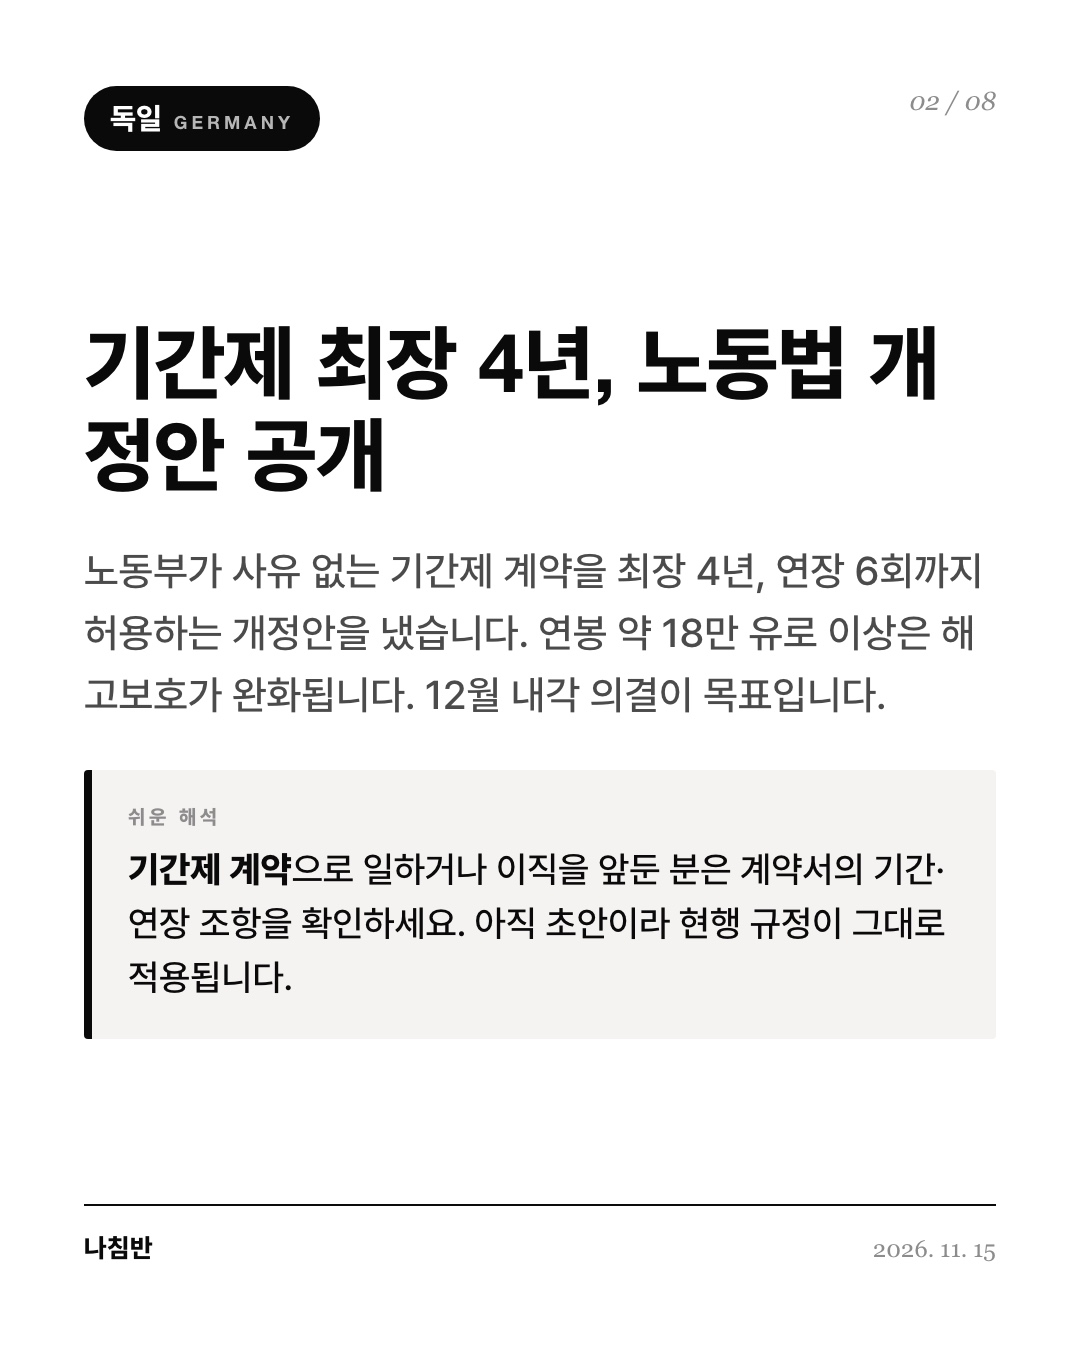 독일 GERMANY
02 / 08
기간제 최장 4년, 노동법 개
정안 공개
노동부가 사유 없는 기간제 계약을 최장 4년, 연장 6회까지
허용하는 개정안을 냈습니다. 연봉 약 18만 유로 이상은 해
고보호가 완화됩니다. 12월 내각 의결이 목표입니다.
쉬운 해석
기간제 계약으로 일하거나 이직을 앞둔 분은 계약서의 기간·
연장 조항을 확인하세요. 아직 초안이라 현행 규정이 그대로
적용됩니다.
나침반
2026. 11. 15